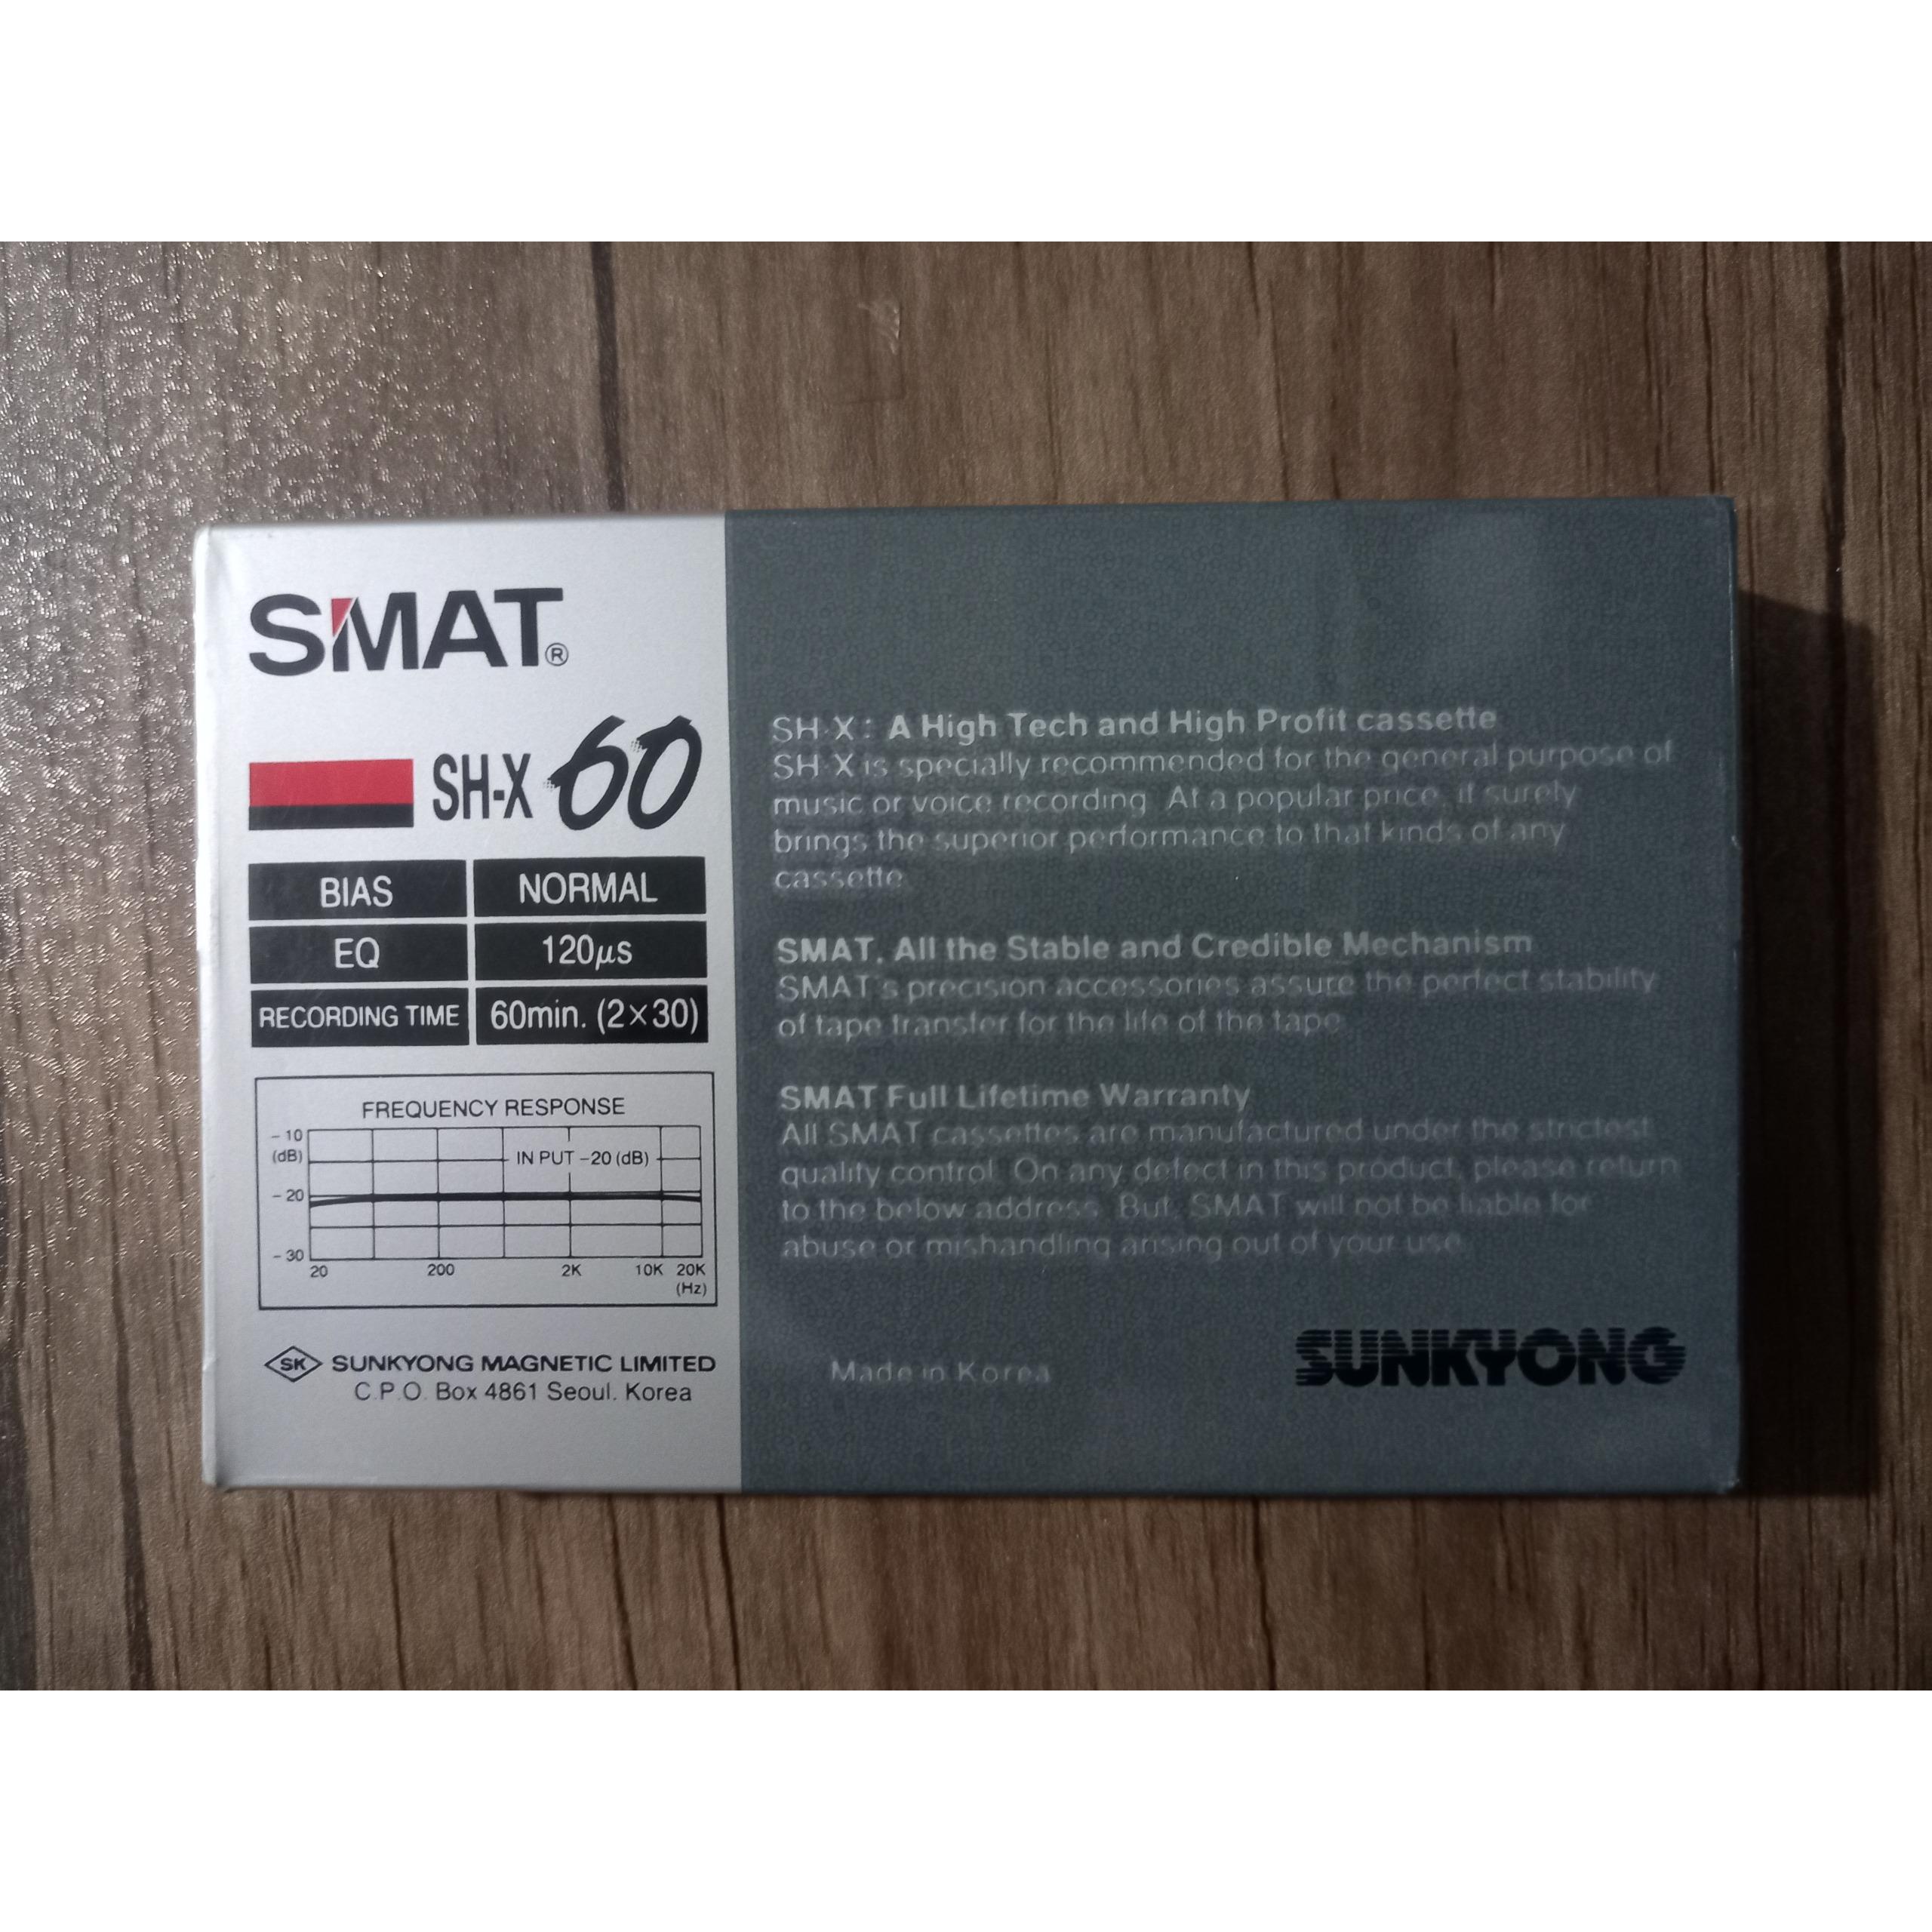 SMAT®
SH-X 60
BIAS NORMAL
EQ 120μs
RECORDING TIME 60min. (2×30)
FREQUENCY RESPONSE
-10
(dB)
IN PUT -20 (dB)
-20
-30
20 200 2K 10K 20K
(Hz)
SK SUNKYONG MAGNETIC LIMITED
C.P.O. Box 4861 Seoul. Korea
SH-X: A High Tech and High Profit cassette
SH-X is specially recommended for the general purpose of
music or voice recording. At a popular price, it surely
brings the superior performance to that kinds of any
cassette.
SMAT. All the Stable and Credible Mechanism
SMAT's precision accessories assure the perfect stability
of tape transfer for the life of the tape.
SMAT Full Lifetime Warranty
All SMAT cassettes are manufactured under the strictest
quality control. On any defect in this product, please return
to the below address. But, SMAT will not be liable for
abuse or mishandling arising out of your use.
Made in Korea
SUNKYONG